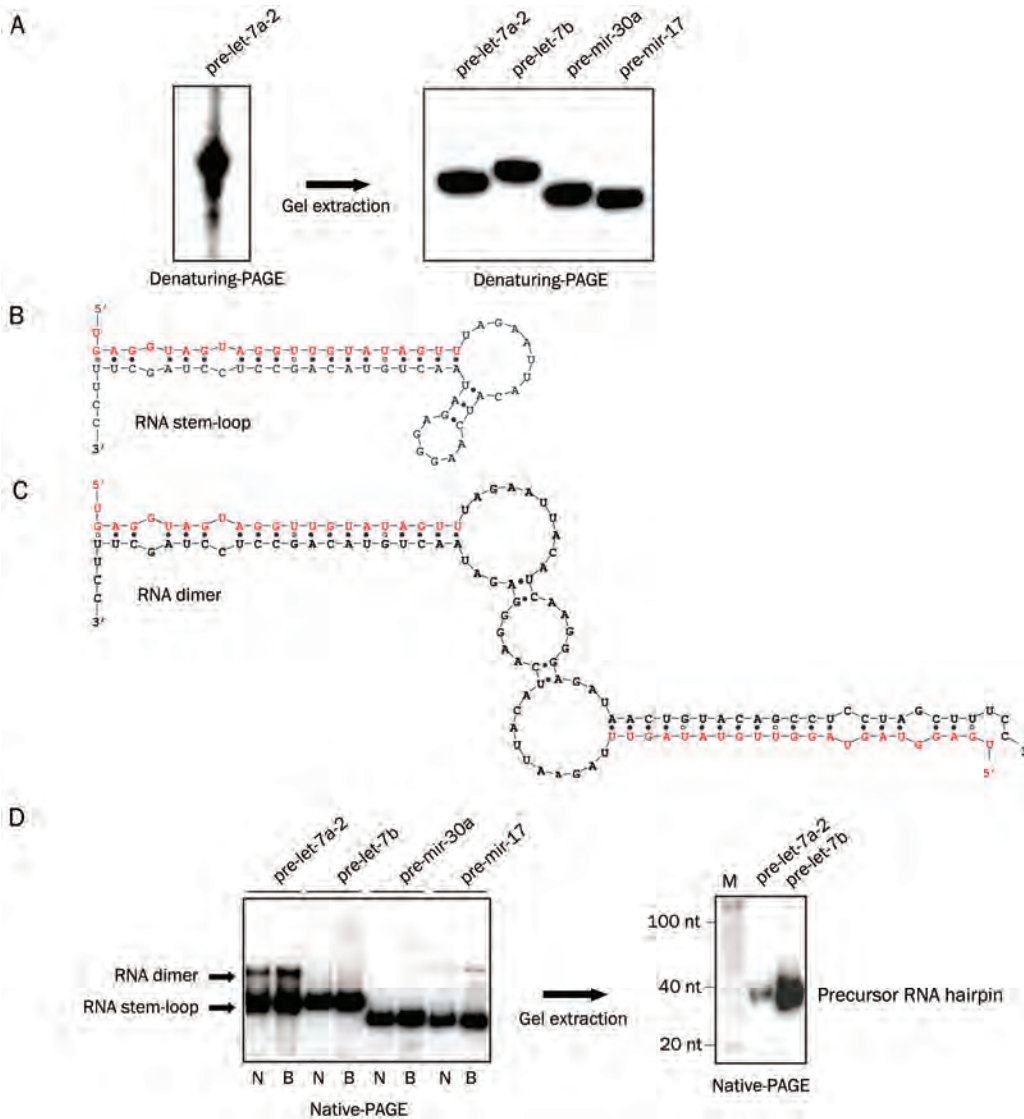 A
pre-let-7a-2
Denaturing-PAGE
Gel extraction
pre-let-7a-2
pre-let-7b
pre-mir-30a
pre-mir-17
Denaturing-PAGE
B
5'
UGAGGUAGUAGGUUGUAUAGUUUAGAAUUACAUCAAGGGAGAUAACUGUACAGCCUCCUAGCUUUCC
3'
RNA stem-loop
C
5'
UGAGGUAGUAGGUUGUAUAGUUUAGAAUUACAUCAAGGGAGAUAACUGUACAGCCUCCUAGCUUUCC
RNA dimer
3'
UGAGGUAGUAGGUUGUAUAGUUUAGAAUUACAUCAAGGGAGAUAACUGUACAGCCUCCUAGCUUUCC
5'
D
pre-let-7a-2
pre-let-7b
pre-mir-30a
pre-mir-17
RNA dimer
RNA stem-loop
N B N B N B N B
Native-PAGE
Gel extraction
M
pre-let-7a-2
pre-let-7b
100 nt
40 nt
20 nt
Precursor RNA hairpin
Native-PAGE